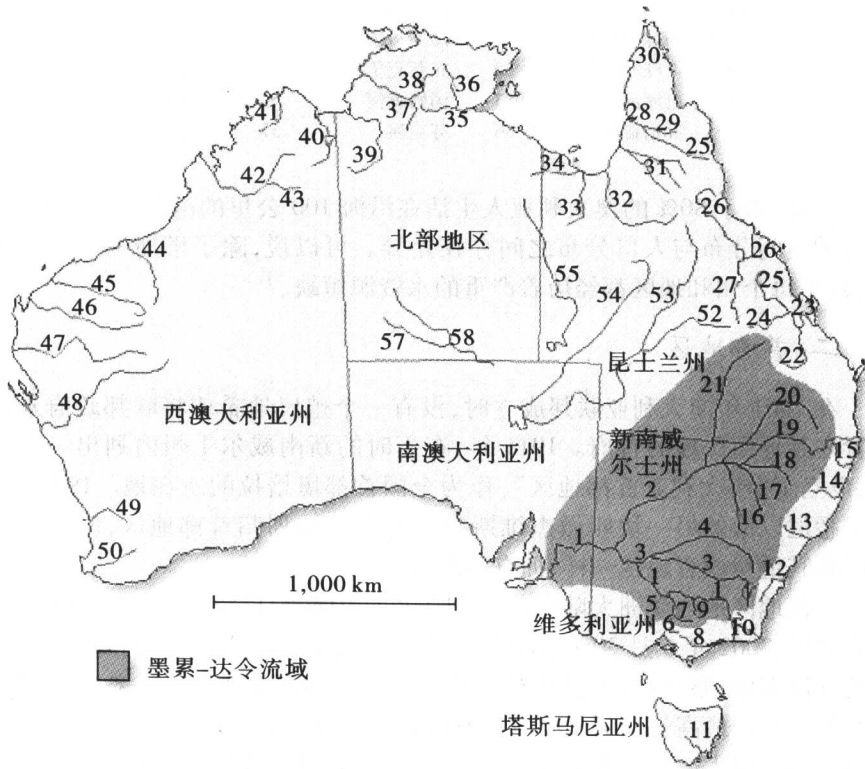 30
38 36
41 37 35 28 29
40 25
39 34 31
42 43 33 32
26
44 北部地区 26
45 55 54 53 27 25
46 52 24 23
47 57 58 昆士兰州 22
21 20
48 西澳大利亚州 19
南澳大利亚州 新南威
尔士州 18 15
2 17 14
49 16 13
50 1 3 4
1,000 km 3 12
1 1
5 7 9
维多利亚州 6 8 10
墨累-达令流域
塔斯马尼亚州 11